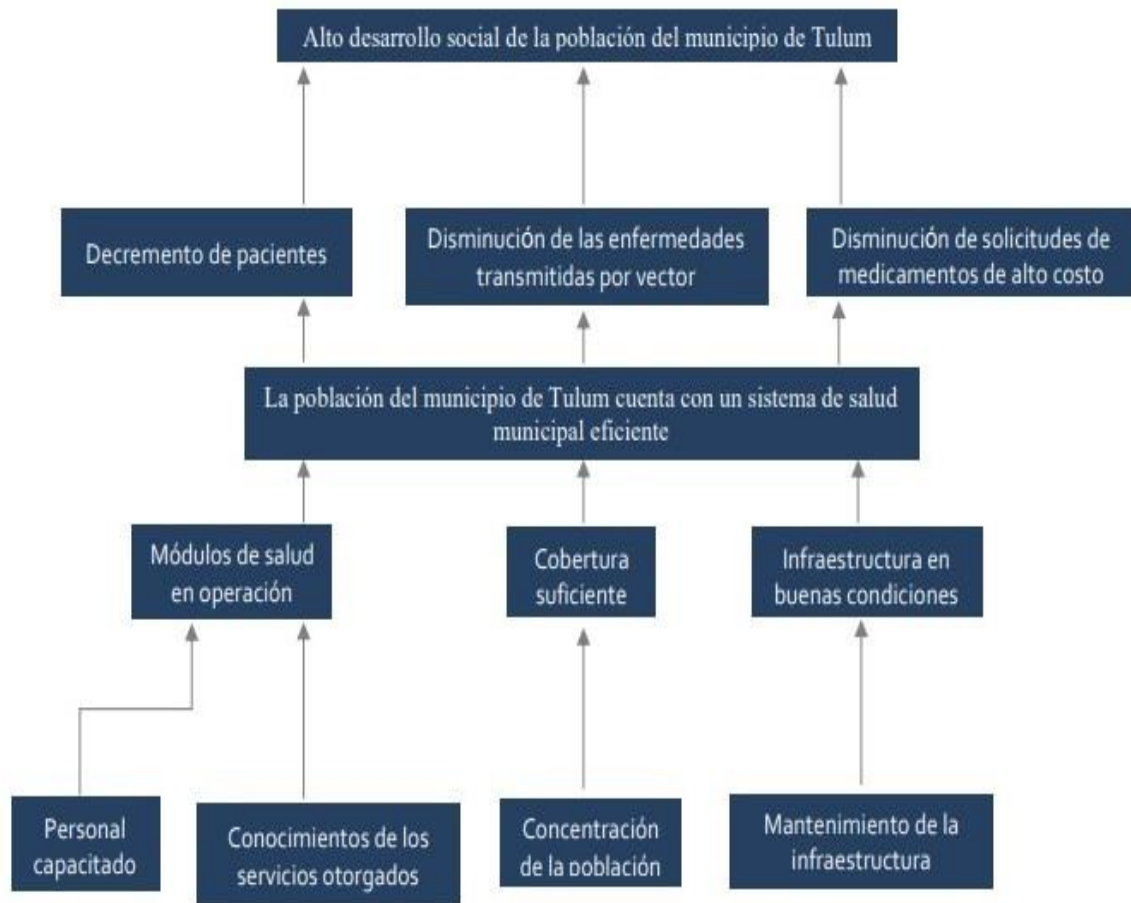 Alto desarrollo social de la población del municipio de Tulum
Decremento de pacientes
Disminución de las enfermedades
transmitidas por vector
Disminución de solicitudes de
medicamentos de alto costo
La población del municipio de Tulum cuenta con un sistema de salud
municipal eficiente
Módulos de salud
en operación
Cobertura
suficiente
Infraestructura en
buenas condiciones
Personal
capacitado
Conocimientos de los
servicios otorgados
Concentración
de la población
Mantenimiento de la
infraestructura